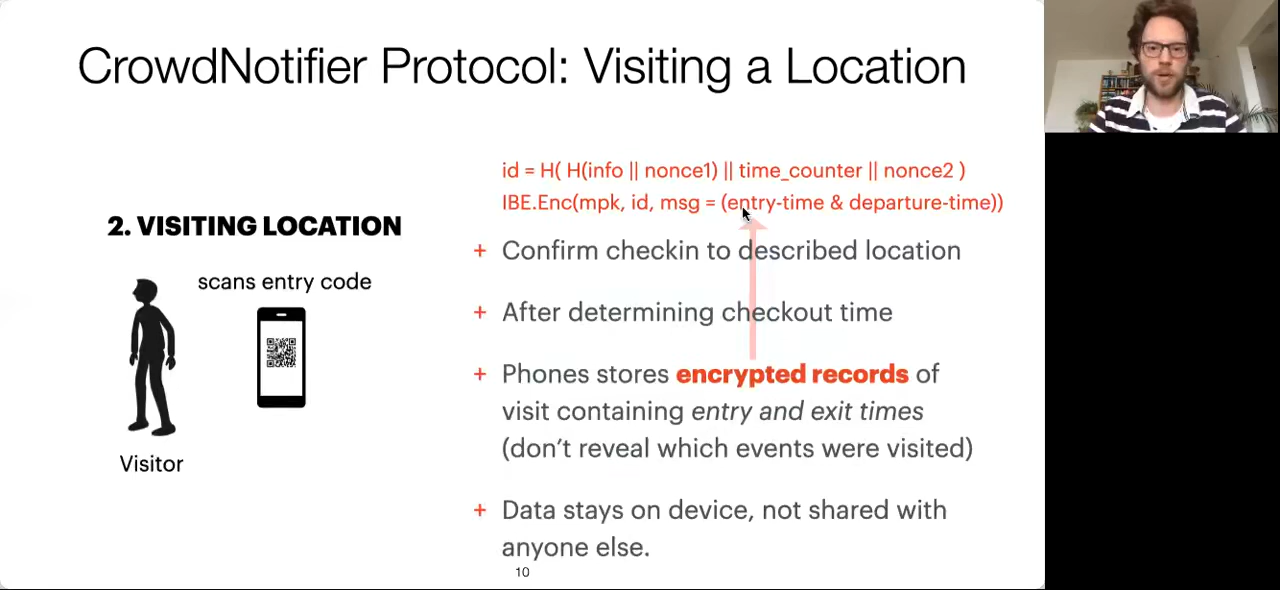 CrowdNotifier Protocol: Visiting a Location
id = H( H(info || nonce1) || time_counter || nonce2 )
IBE.Enc(mpk, id, msg = (entry-time & departure-time))
2. VISITING LOCATION
scans entry code
Visitor
+ Confirm checkin to described location
+ After determining checkout time
+ Phones stores encrypted records of
visit containing entry and exit times
(don't reveal which events were visited)
+ Data stays on device, not shared with
anyone else.
10